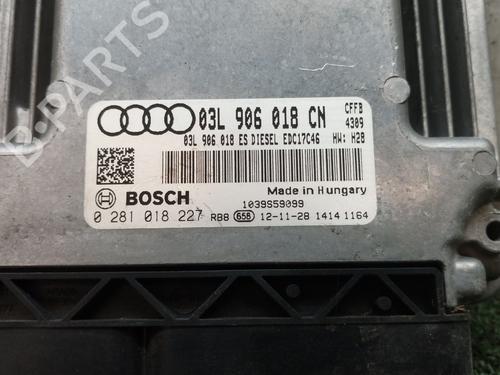 03L 906 018 CN
CFFB
4309
03L 906 018 ES DIESEL EDC17C46 HW: H28
BOSCH
Made in Hungary
1039S59099
0 281 018 227 RB8 658 12-11-28 1414 1164